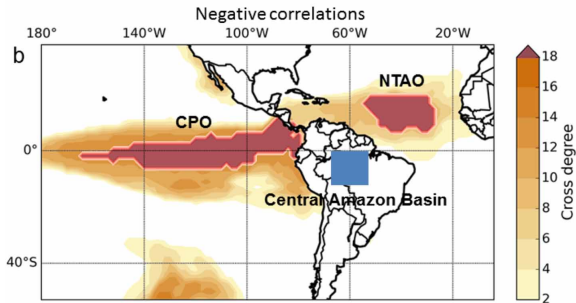 Negative correlations
180° 140°W 100°W 60°W 20°W
b
18
NTAO
16
CPO
14
12
0°
10
Central Amazon Basin
8
6
40°S
4
2
Cross degree